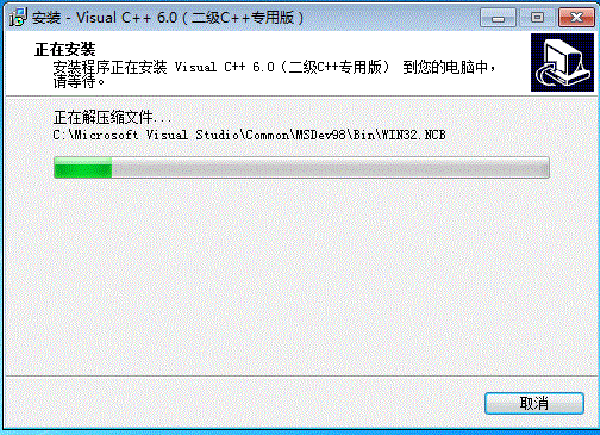 安装 - Visual C++ 6.0（二级C++专用版）
正在安装
安装程序正在安装 Visual C++ 6.0（二级C++专用版） 到您的电脑中，
请等待。
正在解压缩文件...
C:\Microsoft Visual Studio\Common\MSDev98\Bin\WIN32.NCB
取消